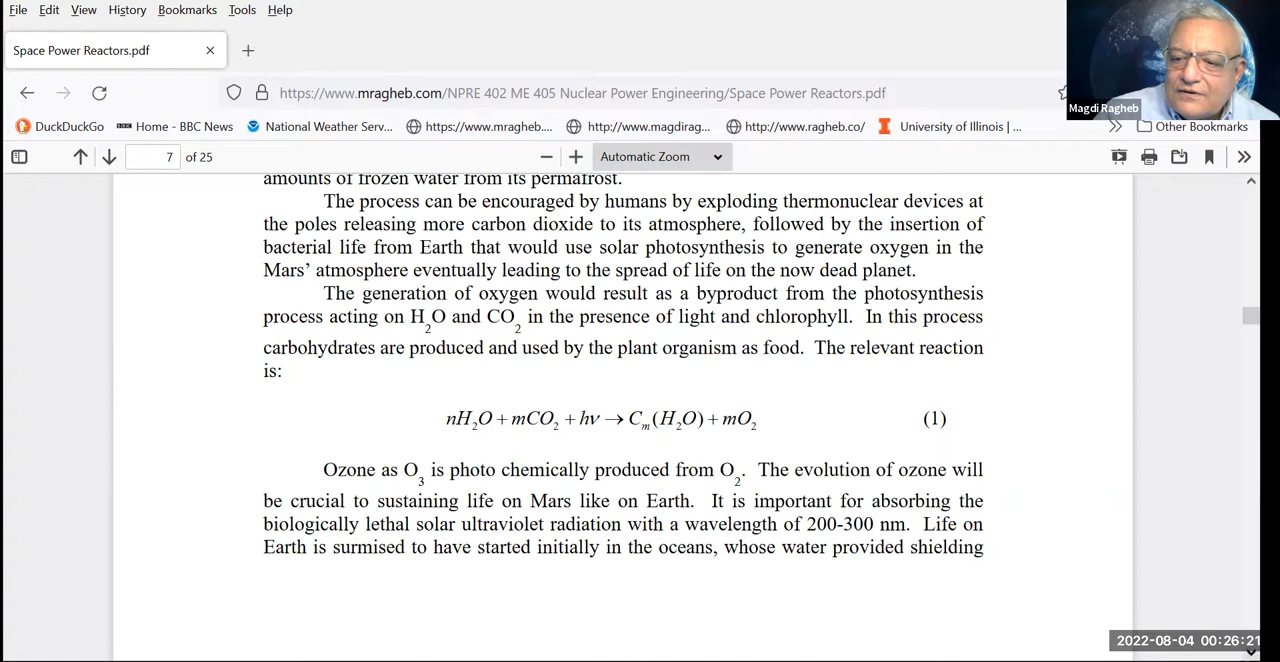 File Edit View History Bookmarks Tools Help
Space Power Reactors.pdf
https://www.mragheb.com/NPRE 402 ME 405 Nuclear Power Engineering/Space Power Reactors.pdf
Magdi Ragheb
DuckDuckGo Home - BBC News National Weather Serv... https://www.mragheb.... http://www.magdirag... http://www.ragheb.co/ University of Illinois |... Other Bookmarks
7 of 25 Automatic Zoom
amounts of frozen water from its permafrost.
The process can be encouraged by humans by exploding thermonuclear devices at
the poles releasing more carbon dioxide to its atmosphere, followed by the insertion of
bacterial life from Earth that would use solar photosynthesis to generate oxygen in the
Mars’ atmosphere eventually leading to the spread of life on the now dead planet.
The generation of oxygen would result as a byproduct from the photosynthesis
process acting on H₂O and CO₂ in the presence of light and chlorophyll. In this process
carbohydrates are produced and used by the plant organism as food. The relevant reaction
is:
nH₂O + mCO₂ + hν → Cₘ(H₂O) + mO₂ (1)
Ozone as O₃ is photo chemically produced from O₂. The evolution of ozone will
be crucial to sustaining life on Mars like on Earth. It is important for absorbing the
biologically lethal solar ultraviolet radiation with a wavelength of 200-300 nm. Life on
Earth is surmised to have started initially in the oceans, whose water provided shielding
2022-08-04 00:26:21